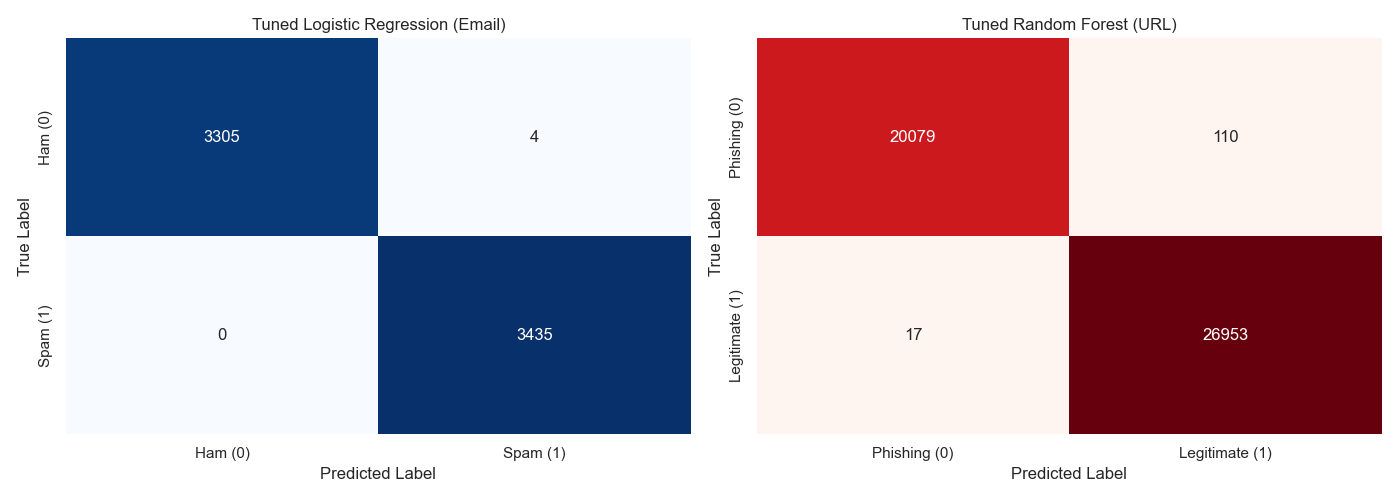 Tuned Logistic Regression (Email)
True Label
Ham (0)
3305
4
Spam (1)
0
3435
Ham (0)
Spam (1)
Predicted Label
Tuned Random Forest (URL)
True Label
Phishing (0)
20079
110
Legitimate (1)
17
26953
Phishing (0)
Legitimate (1)
Predicted Label